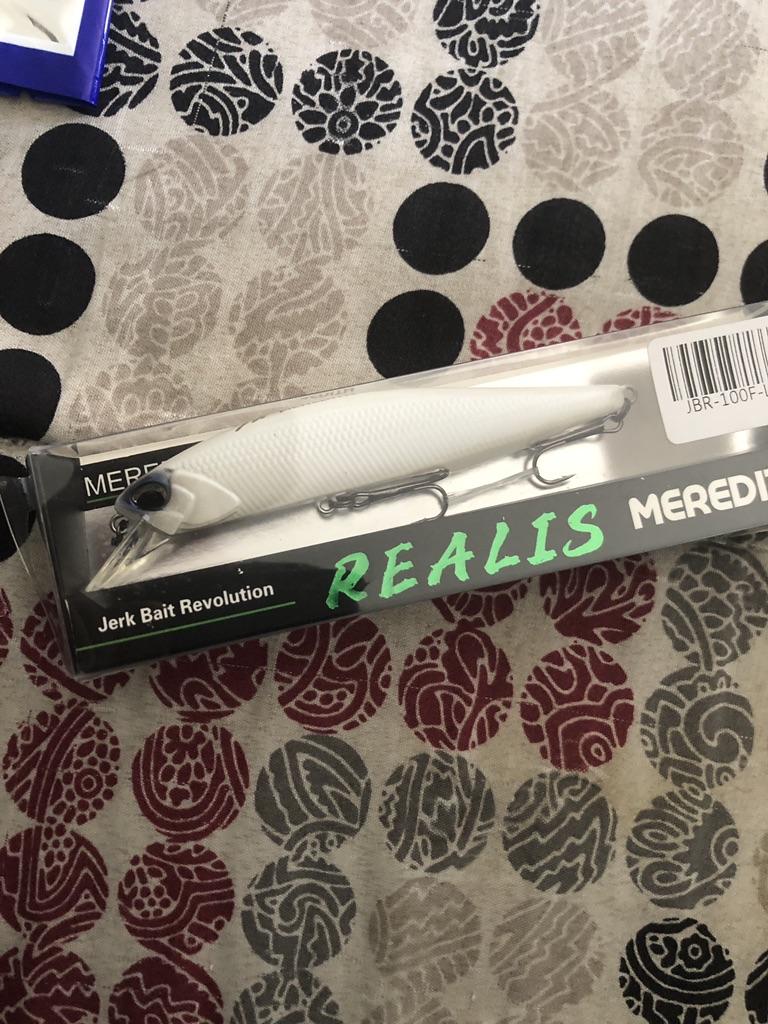 JBR-100F-
MERE
REALIS
MEREDI
Jerk Bait Revolution